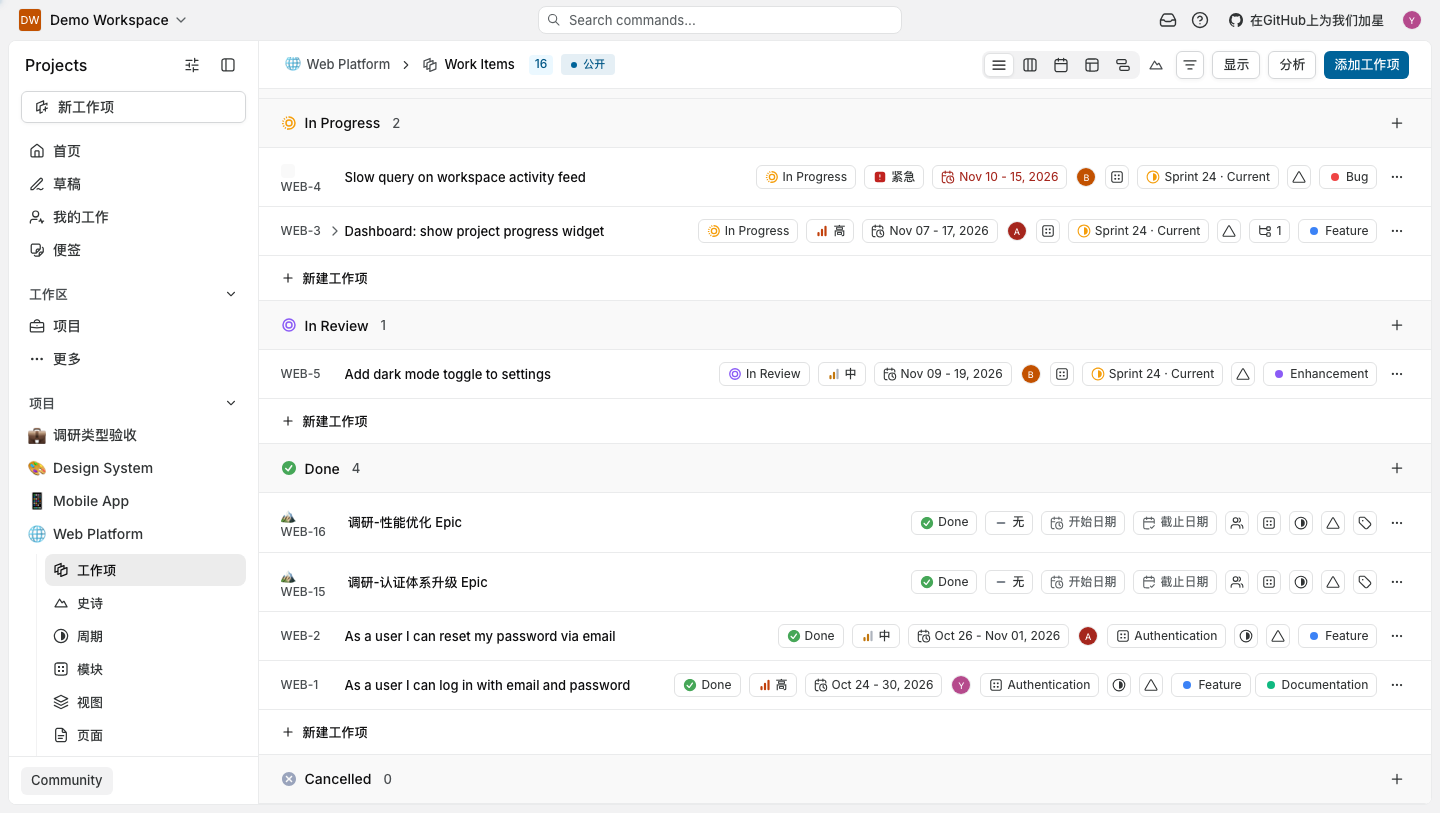 DW Demo Workspace
Search commands...
在GitHub上为我们加星
Y
Projects
新工作项
首页
草稿
我的工作
便签
工作区
项目
更多
项目
调研类型验收
Design System
Mobile App
Web Platform
工作项
史诗
周期
模块
视图
页面
Community
Web Platform
Work Items
16
公开
显示
分析
添加工作项
In Progress 2
WEB-4 Slow query on workspace activity feed In Progress 紧急 Nov 10 - 15, 2026 B Sprint 24 · Current Bug
WEB-3 Dashboard: show project progress widget In Progress 高 Nov 07 - 17, 2026 A Sprint 24 · Current 1 Feature
新建工作项
In Review 1
WEB-5 Add dark mode toggle to settings In Review 中 Nov 09 - 19, 2026 B Sprint 24 · Current Enhancement
新建工作项
Done 4
WEB-16 调研-性能优化 Epic Done 无 开始日期 截止日期
WEB-15 调研-认证体系升级 Epic Done 无 开始日期 截止日期
WEB-2 As a user I can reset my password via email Done 中 Oct 26 - Nov 01, 2026 A Authentication Feature
WEB-1 As a user I can log in with email and password Done 高 Oct 24 - 30, 2026 Y Authentication Feature Documentation
新建工作项
Cancelled 0